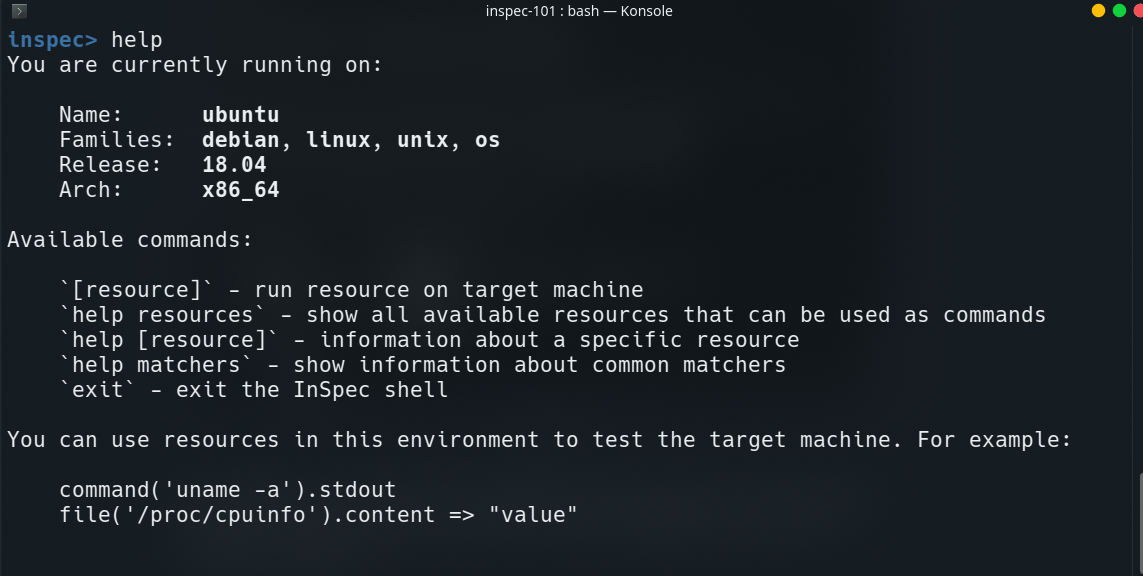 inspec-101 : bash — Konsole
inspec> help
You are currently running on:
Name: ubuntu
Families: debian, linux, unix, os
Release: 18.04
Arch: x86_64
Available commands:
`[resource]` - run resource on target machine
`help resources` - show all available resources that can be used as commands
`help [resource]` - information about a specific resource
`help matchers` - show information about common matchers
`exit` - exit the InSpec shell
You can use resources in this environment to test the target machine. For example:
command('uname -a').stdout
file('/proc/cpuinfo').content => "value"